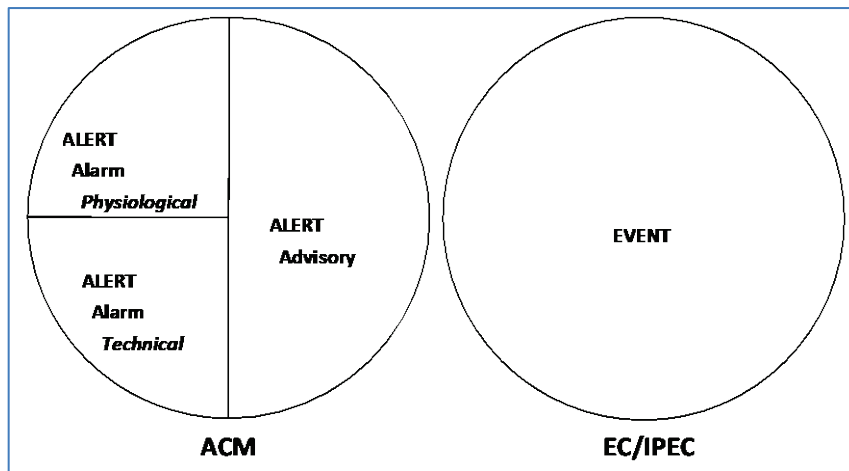 ALERT
Alarm
Physiological
ALERT
Alarm
Technical
ALERT
Advisory
ACM
EVENT
EC/IPEC